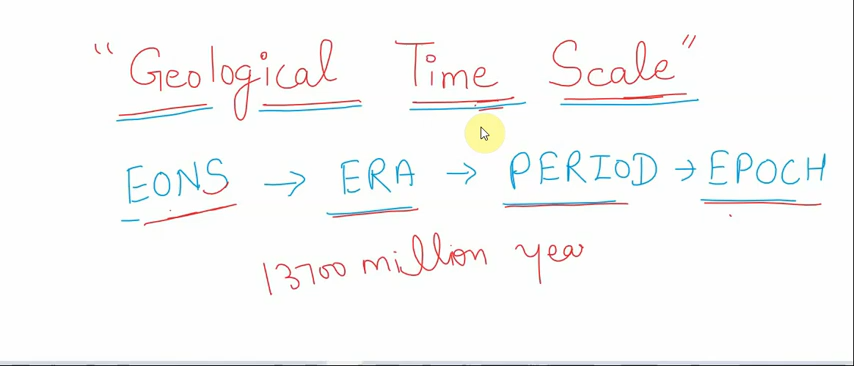 "Geological Time Scale"
EONS → ERA → PERIOD → EPOCH
13700 million year